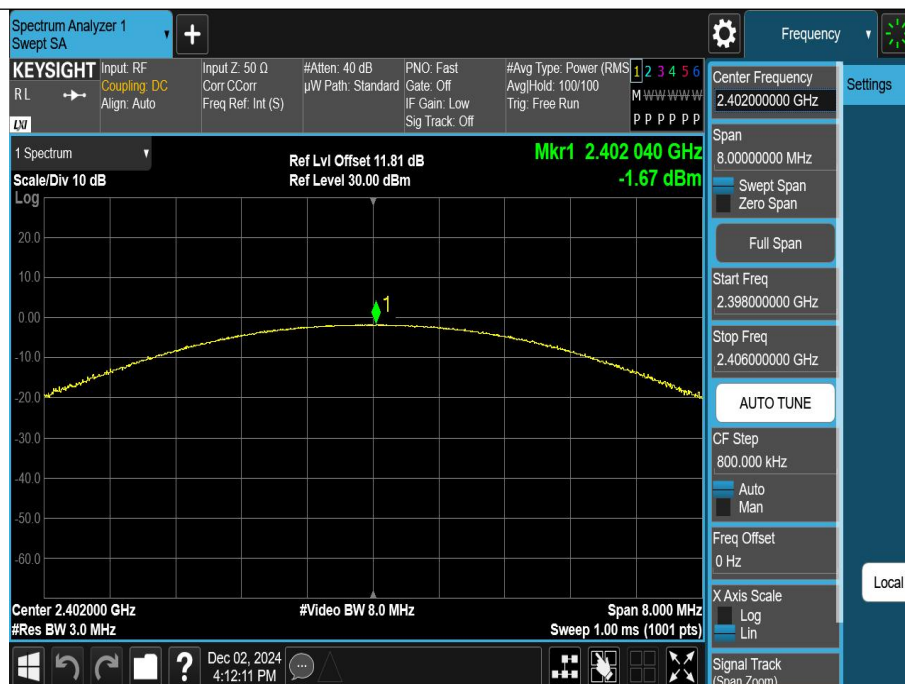 Spectrum Analyzer 1
Swept SA
Frequency
KEYSIGHT
RL
LXI
Input: RF
Coupling: DC
Align: Auto
Input Z: 50 Ω
Corr CCorr
Freq Ref: Int (S)
#Atten: 40 dB
µW Path: Standard
PNO: Fast
Gate: Off
IF Gain: Low
Sig Track: Off
#Avg Type: Power (RMS
Avg|Hold: 100/100
Trig: Free Run
1 2 3 4 5 6
M W W W W W
P P P P P P
1 Spectrum
Scale/Div 10 dB
Log
Ref Lvl Offset 11.81 dB
Ref Level 30.00 dBm
Mkr1 2.402 040 GHz
-1.67 dBm
20.0
10.0
0.00
-10.0
-20.0
-30.0
-40.0
-50.0
-60.0
1
Center 2.402000 GHz
#Res BW 3.0 MHz
#Video BW 8.0 MHz
Span 8.000 MHz
Sweep 1.00 ms (1001 pts)
Dec 02, 2024
4:12:11 PM
Center Frequency
2.402000000 GHz
Span
8.00000000 MHz
Swept Span
Zero Span
Full Span
Start Freq
2.398000000 GHz
Stop Freq
2.406000000 GHz
AUTO TUNE
CF Step
800.000 kHz
Auto
Man
Freq Offset
0 Hz
X Axis Scale
Log
Lin
Signal Track
(Span Zoom)
Settings
Local